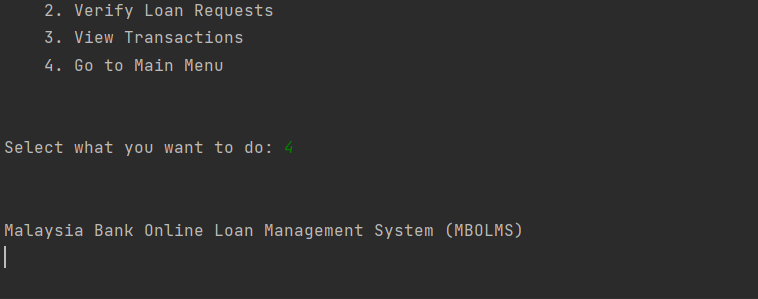 2. Verify Loan Requests
3. View Transactions
4. Go to Main Menu
Select what you want to do: 4
Malaysia Bank Online Loan Management System (MBOLMS)